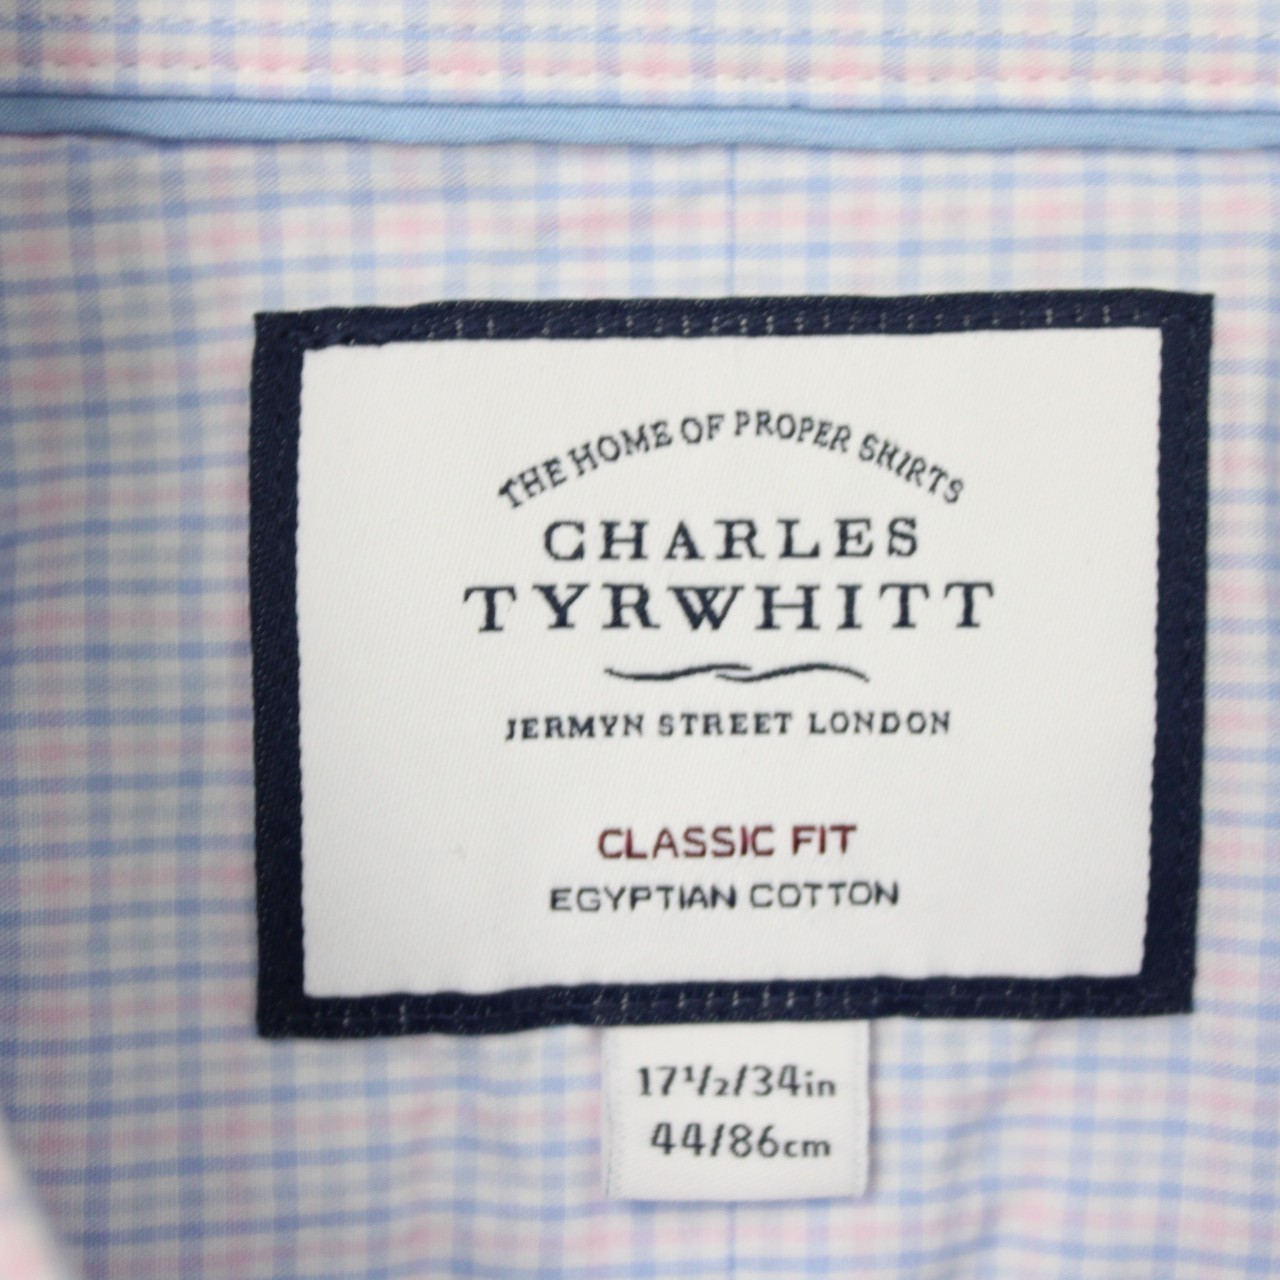 THE HOME OF PROPER SHIRTS
CHARLES
TYRWHITT
JERMYN STREET LONDON
CLASSIC FIT
EGYPTIAN COTTON
17¹/₂/34in
44/86cm